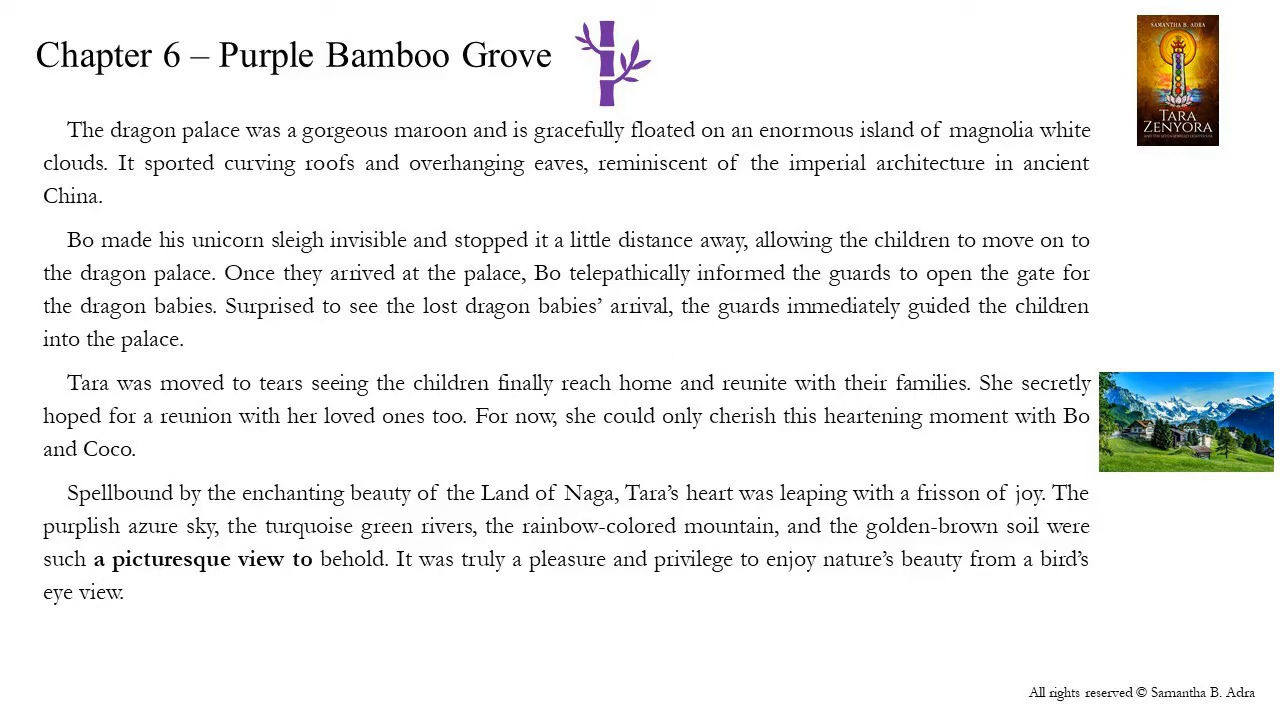 Chapter 6 – Purple Bamboo Grove
SAMANTHA B. ADRA
TARA
ZENYORA
The dragon palace was a gorgeous maroon and is gracefully floated on an enormous island of magnolia white
clouds. It sported curving roofs and overhanging eaves, reminiscent of the imperial architecture in ancient
China.
Bo made his unicorn sleigh invisible and stopped it a little distance away, allowing the children to move on to
the dragon palace. Once they arrived at the palace, Bo telepathically informed the guards to open the gate for
the dragon babies. Surprised to see the lost dragon babies’ arrival, the guards immediately guided the children
into the palace.
Tara was moved to tears seeing the children finally reach home and reunite with their families. She secretly
hoped for a reunion with her loved ones too. For now, she could only cherish this heartening moment with Bo
and Coco.
Spellbound by the enchanting beauty of the Land of Naga, Tara’s heart was leaping with a frisson of joy. The
purplish azure sky, the turquoise green rivers, the rainbow-colored mountain, and the golden-brown soil were
such a picturesque view to behold. It was truly a pleasure and privilege to enjoy nature’s beauty from a bird’s
eye view.
All rights reserved © Samantha B. Adra